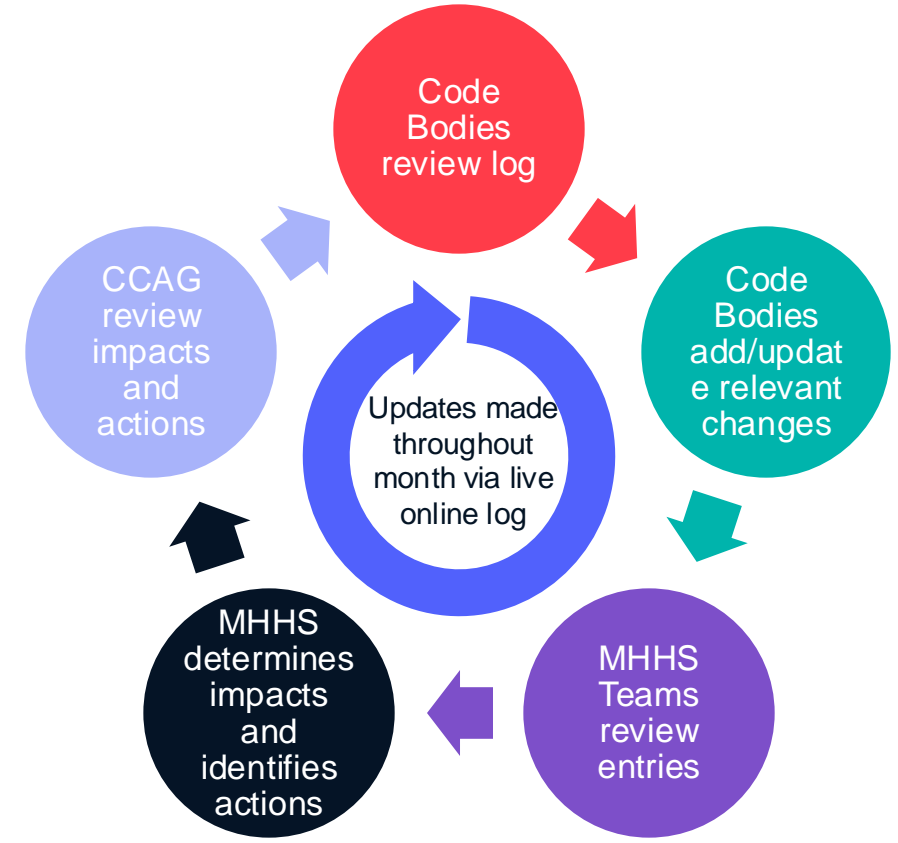 Code
Bodies
review log
Code
Bodies
add/updat
e relevant
changes
MHHS
Teams
review
entries
MHHS
determines
impacts
and
identifies
actions
CCAG
review
impacts
and
actions
Updates made
throughout
month via live
online log